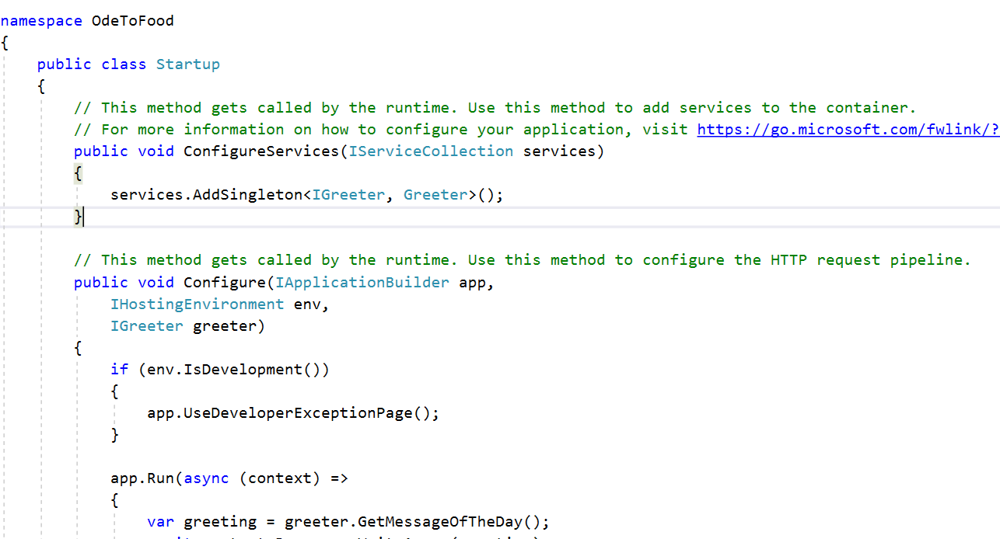 namespace OdeToFood
{
    public class Startup
    {
        // This method gets called by the runtime. Use this method to add services to the container.
        // For more information on how to configure your application, visit https://go.microsoft.com/fwlink/?
        public void ConfigureServices(IServiceCollection services)
        {
            services.AddSingleton<IGreeter, Greeter>();
        }
        // This method gets called by the runtime. Use this method to configure the HTTP request pipeline.
        public void Configure(IApplicationBuilder app,
            IHostingEnvironment env,
            IGreeter greeter)
        {
            if (env.IsDevelopment())
            {
                app.UseDeveloperExceptionPage();
            }
            app.Run(async (context) =>
            {
                var greeting = greeter.GetMessageOfTheDay();